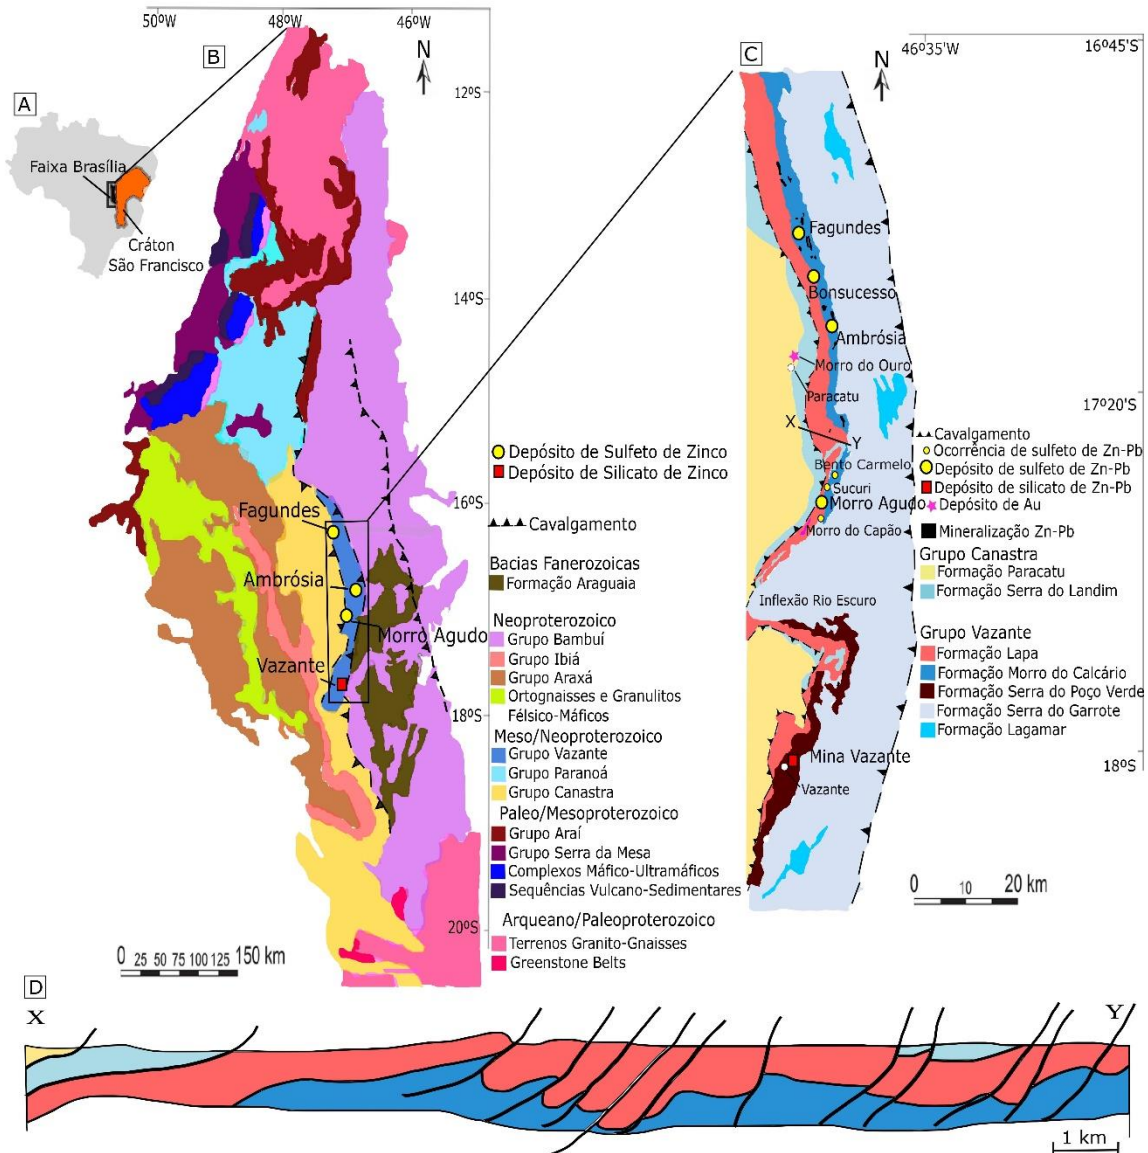 A
Faixa Brasília
Cráton
São Francisco
B
50°W
48°W
46°W
N
12°S
14°S
16°S
18°S
20°S
Fagundes
Ambrósia
Morro Agudo
Vazante
0 25 50 75 100 125 150 km
Depósito de Sulfeto de Zinco
Depósito de Silicato de Zinco
Cavalgamento
Bacias Fanerozoicas
Formação Araguaia
Neoproterozoico
Grupo Bambuí
Grupo Ibiá
Grupo Araxá
Ortognaisses e Granulitos
Félsico-Máficos
Meso/Neoproterozoico
Grupo Vazante
Grupo Paranoá
Grupo Canastra
Paleo/Mesoproterozoico
Grupo Araí
Grupo Serra da Mesa
Complexos Máfico-Ultramáficos
Sequências Vulcano-Sedimentares
Arqueano/Paleoproterozoico
Terrenos Granito-Gnaisses
Greenstone Belts
C
46°35'W
16°45'S
N
17°20'S
18°S
Fagundes
Bonsucesso
Ambrósia
Morro do Ouro
Paracatu
X
Y
Bento Carmelo
Sucuri
Morro Agudo
Morro do Capão
Inflexão Rio Escuro
Mina Vazante
Vazante
0 10 20 km
Cavalgamento
Ocorrência de sulfeto de Zn-Pb
Depósito de sulfeto de Zn-Pb
Depósito de silicato de Zn-Pb
Depósito de Au
Mineralização Zn-Pb
Grupo Canastra
Formação Paracatu
Formação Serra do Landim
Grupo Vazante
Formação Lapa
Formação Morro do Calcário
Formação Serra do Poço Verde
Formação Serra do Garrote
Formação Lagamar
D
X
Y
1 km